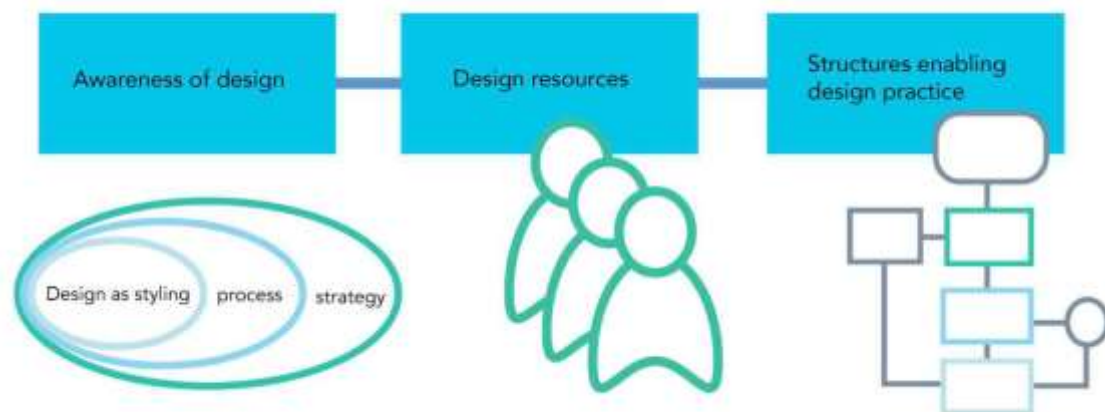 Awareness of design
Design resources
Structures enabling
design practice
Design as styling
process
strategy